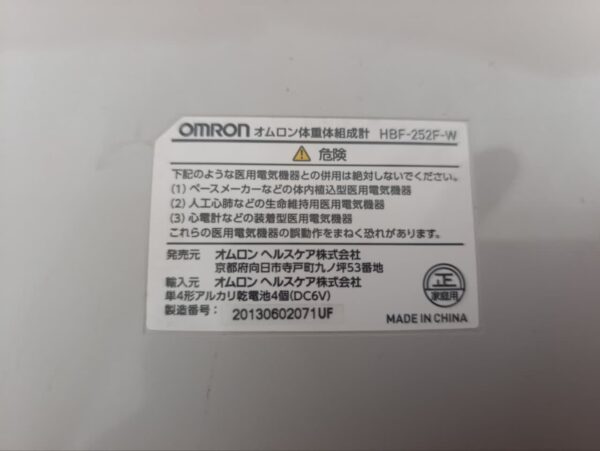 OMRON オムロン体重体組成計 HBF-252F-W
⚠ 危険
下記のような医用電気機器との併用は絶対しないでください。
(1) ペースメーカーなどの体内植込型医用電気機器
(2) 人工心肺などの生命維持用医用電気機器
(3) 心電計などの装着型医用電気機器
これらの医用電気機器の誤動作をまねく恐れがあります。
発売元 オムロン ヘルスケア株式会社
京都府向日市寺戸町九ノ坪53番地
輸入元 オムロン ヘルスケア株式会社
単4形アルカリ乾電池4個(DC6V)
製造番号: 20130602071UF
正
家庭用
MADE IN CHINA